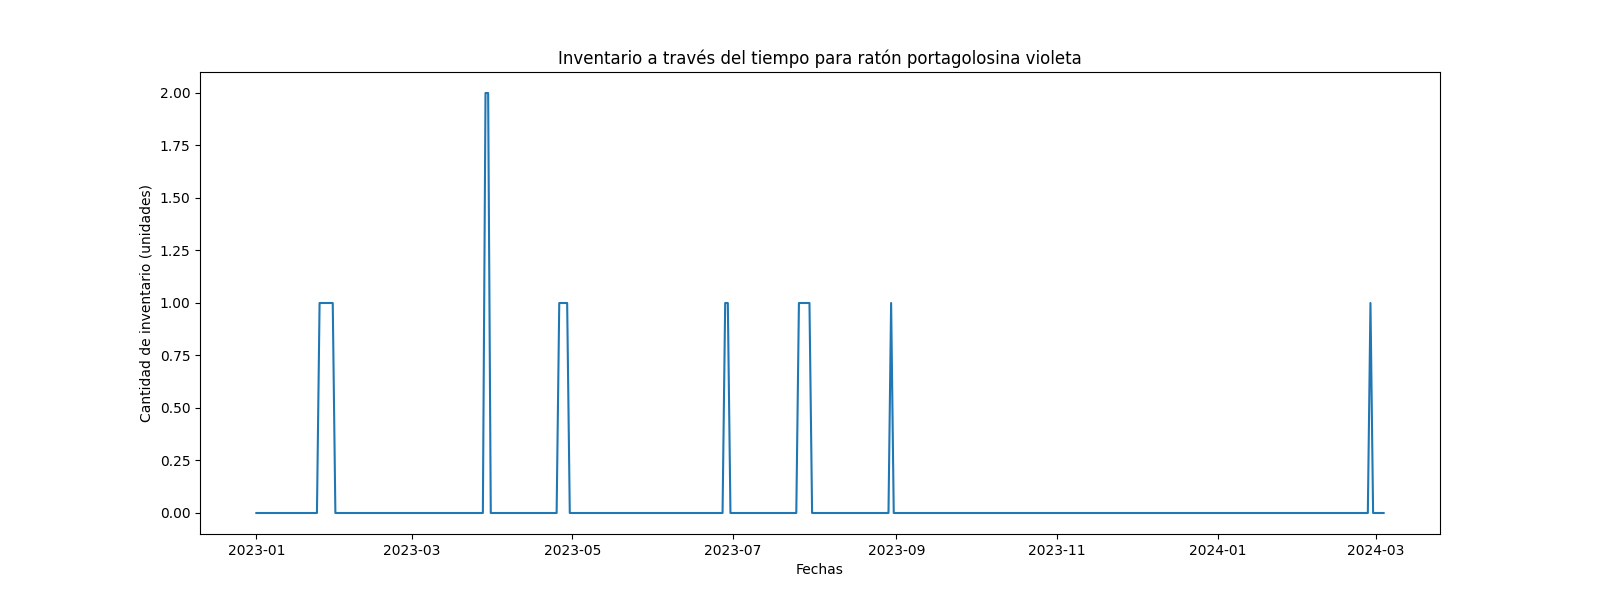 Inventario a través del tiempo para ratón portagolosina violeta
Cantidad de inventario (unidades)
2.00
1.75
1.50
1.25
1.00
0.75
0.50
0.25
0.00
2023-01 2023-03 2023-05 2023-07 2023-09 2023-11 2024-01 2024-03
Fechas